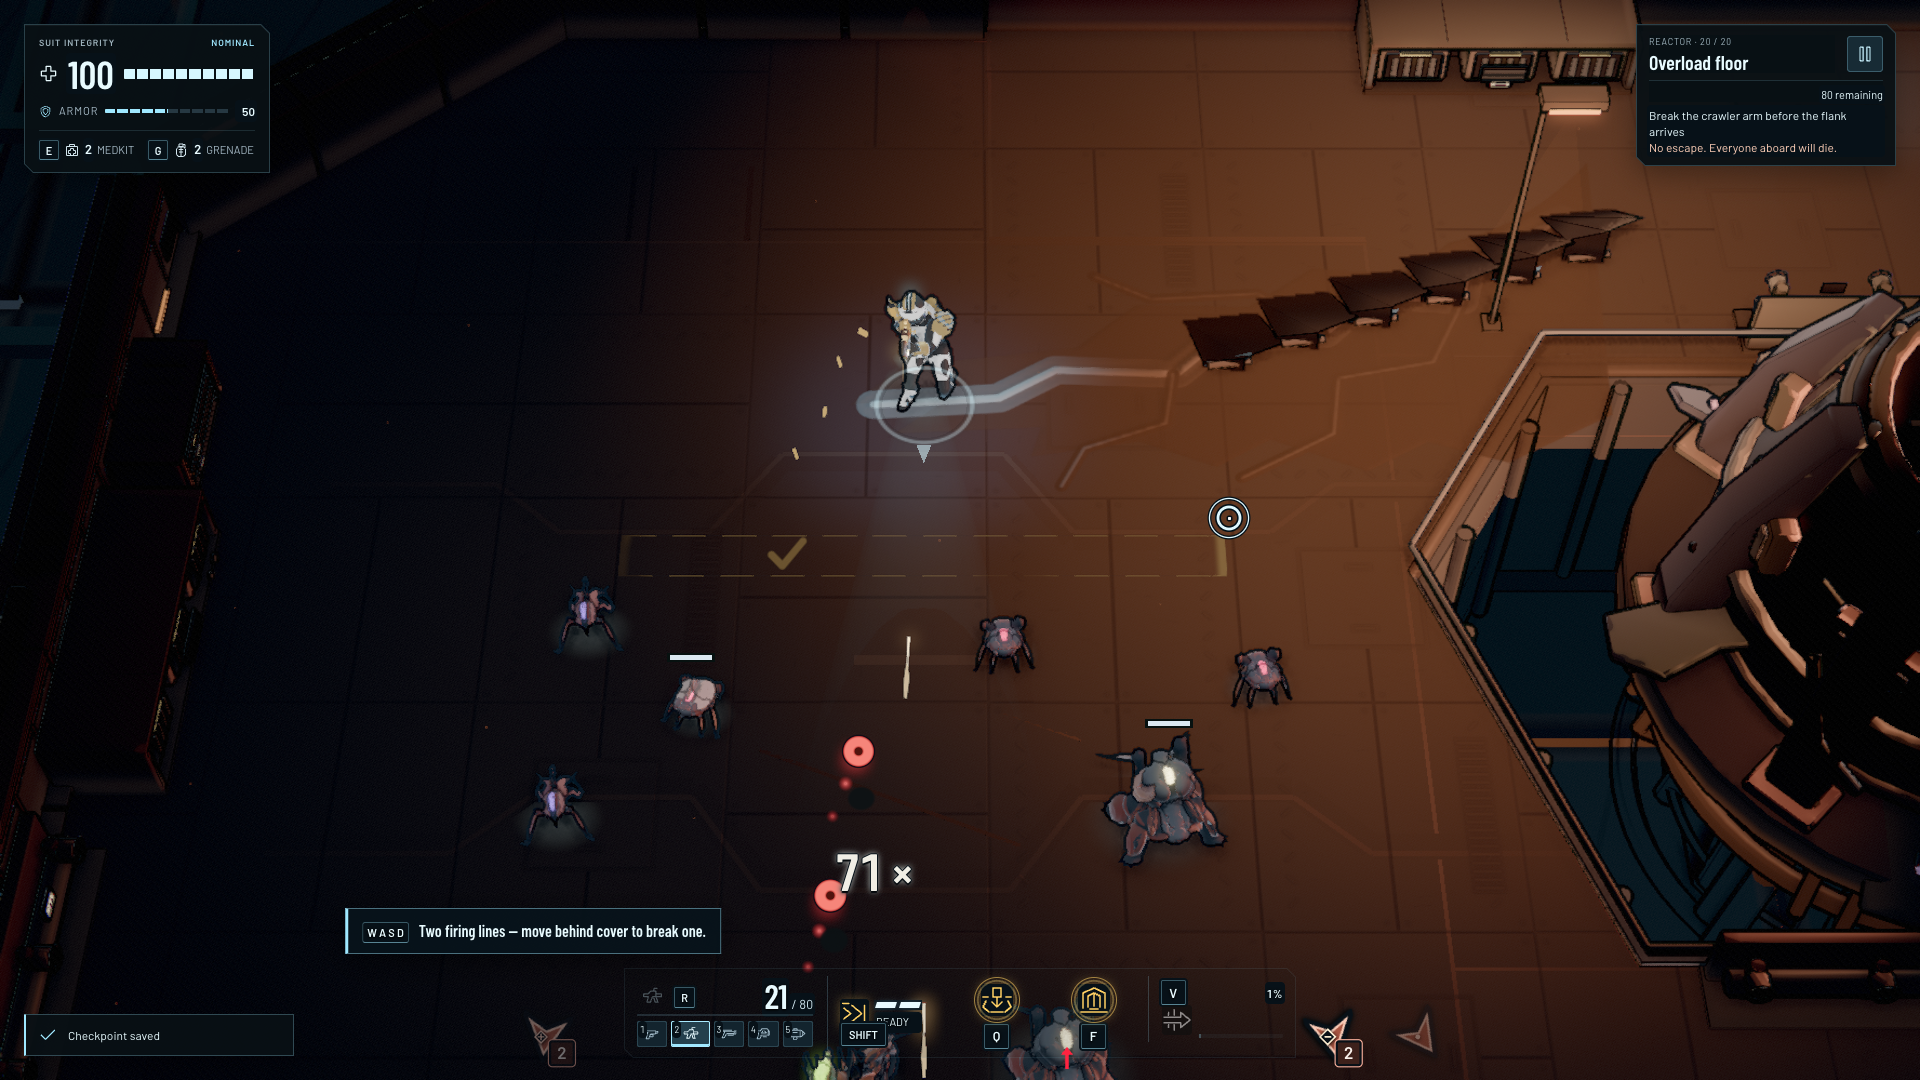 SUIT INTEGRITY NOMINAL
100
ARMOR 50
E 2 MEDKIT G 2 GRENADE
REACTOR · 20 / 20
Overload floor
80 remaining
Break the crawler arm before the flank
arrives
No escape. Everyone aboard will die.
71 ×
WASD Two firing lines — move behind cover to break one.
Checkpoint saved
R 21 / 80
1 2 3 4 5
READY
SHIFT
Q F
V 1%
2
2